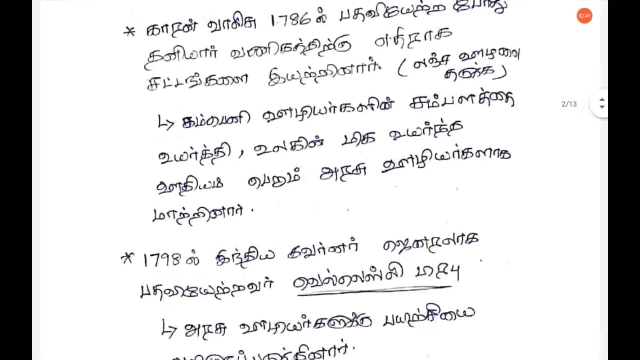 * காரன் வாலிசு 1786ல் பதவியேற்ற போது
தனியார் வணிகத்திற்கு எதிராக
சட்டங்களை இயற்றினார். (லஞ்ச ஊழலை
தடுக்க)
↳ கம்பெனி ஊழியர்களின் சம்பளத்தை
உயர்த்தி, உலகின் மிக உயர்ந்த
ஊதியம் பெறும் அரசு ஊழியர்களாக
மாற்றினார்.
* 1798ல் இந்திய கவர்னர் ஜெனரலாக
பதவியேற்றவர் வெல்லெஸ்லி பிரபு
↳ அரசு ஊழியர்களுக்கு பயிற்சியை
2/13